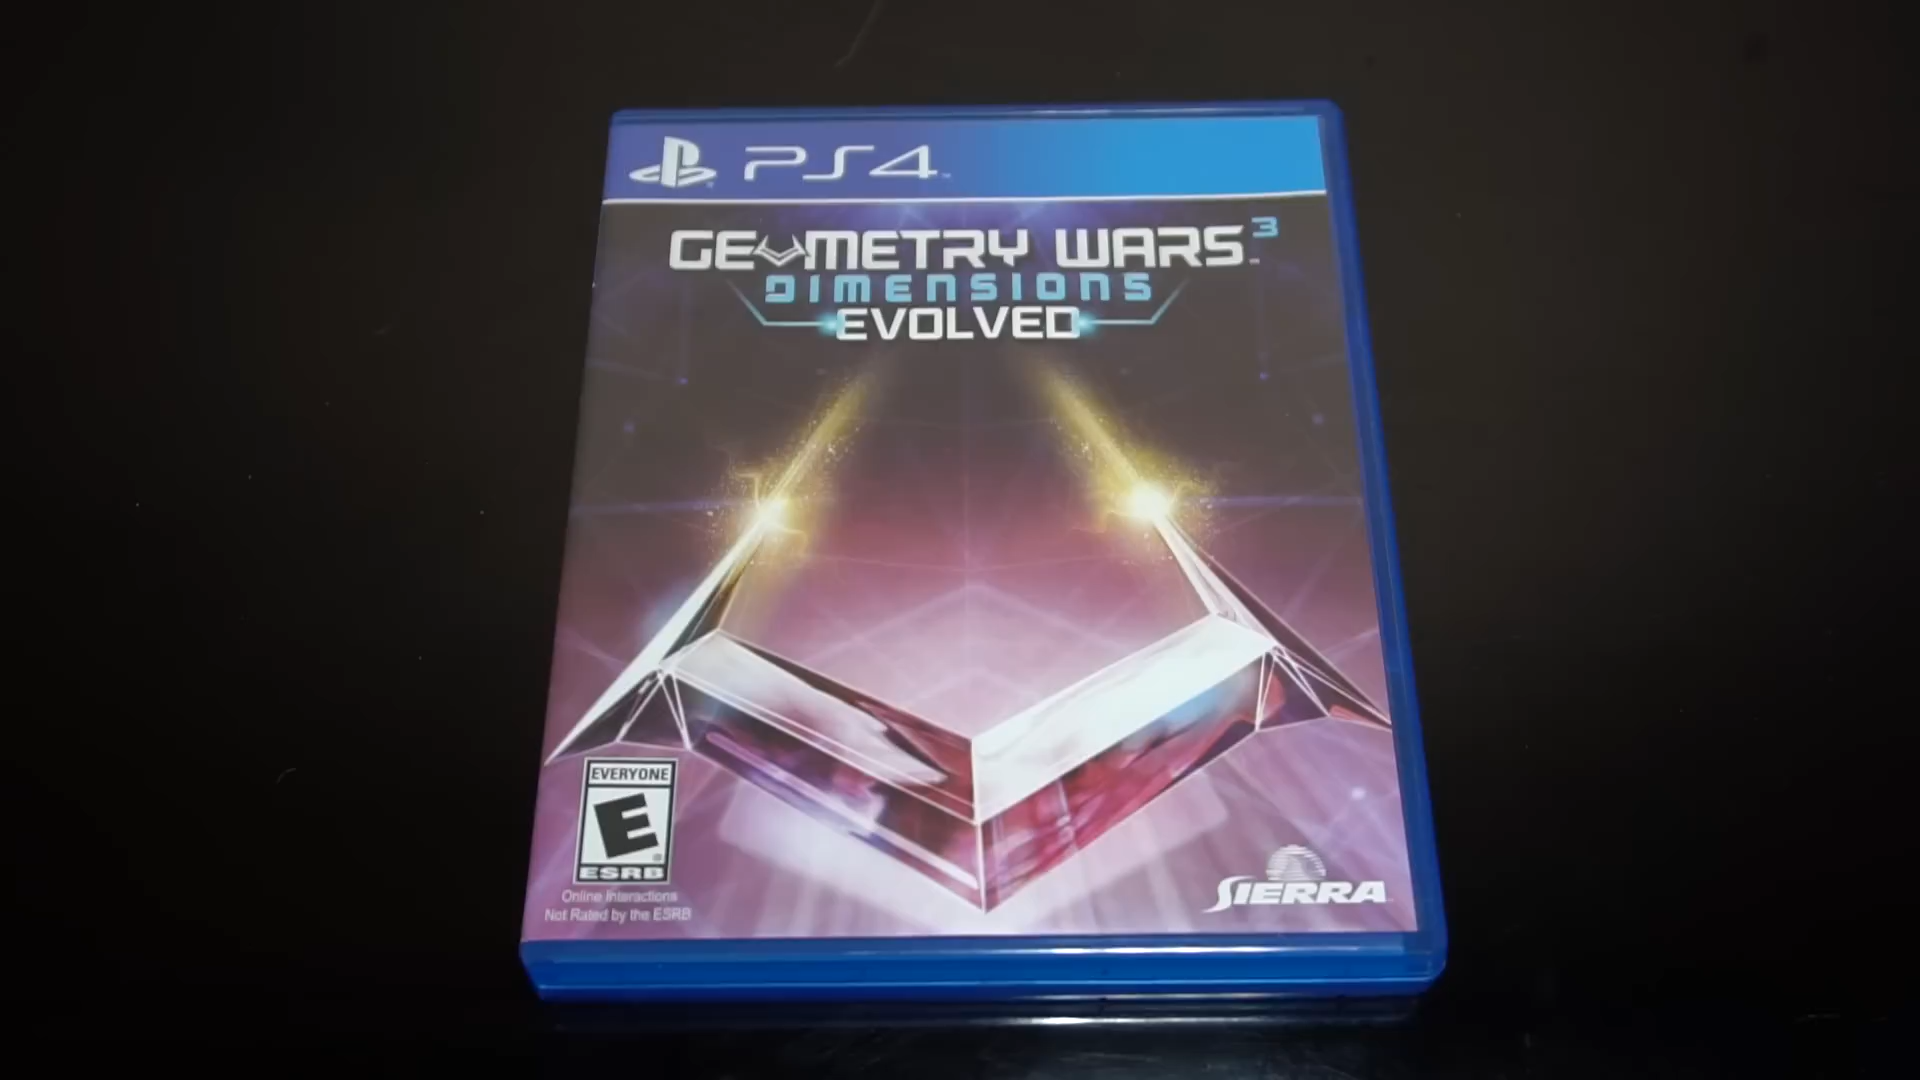 PS4
GEOMETRY WARS 3
DIMENSIONS
EVOLVED
EVERYONE
E
ESRB
Online Interactions
Not Rated by the ESRB
SIERRA